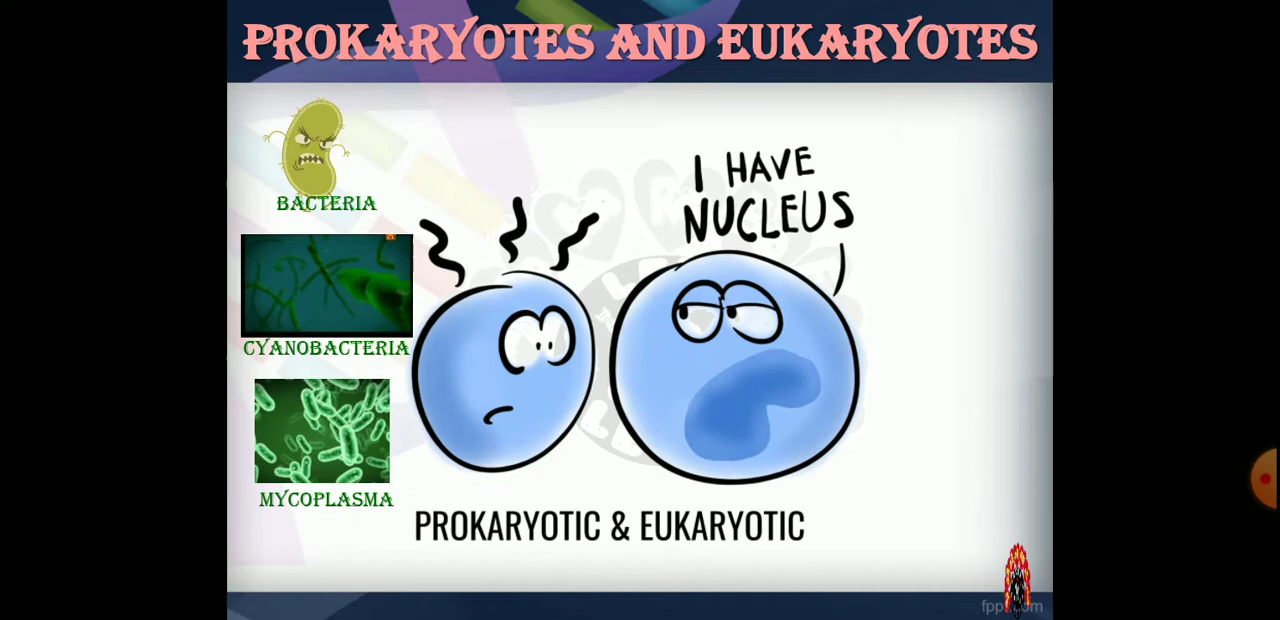 PROKARYOTES AND EUKARYOTES
BACTERIA
CYANOBACTERIA
MYCOPLASMA
I HAVE
NUCLEUS
PROKARYOTIC & EUKARYOTIC